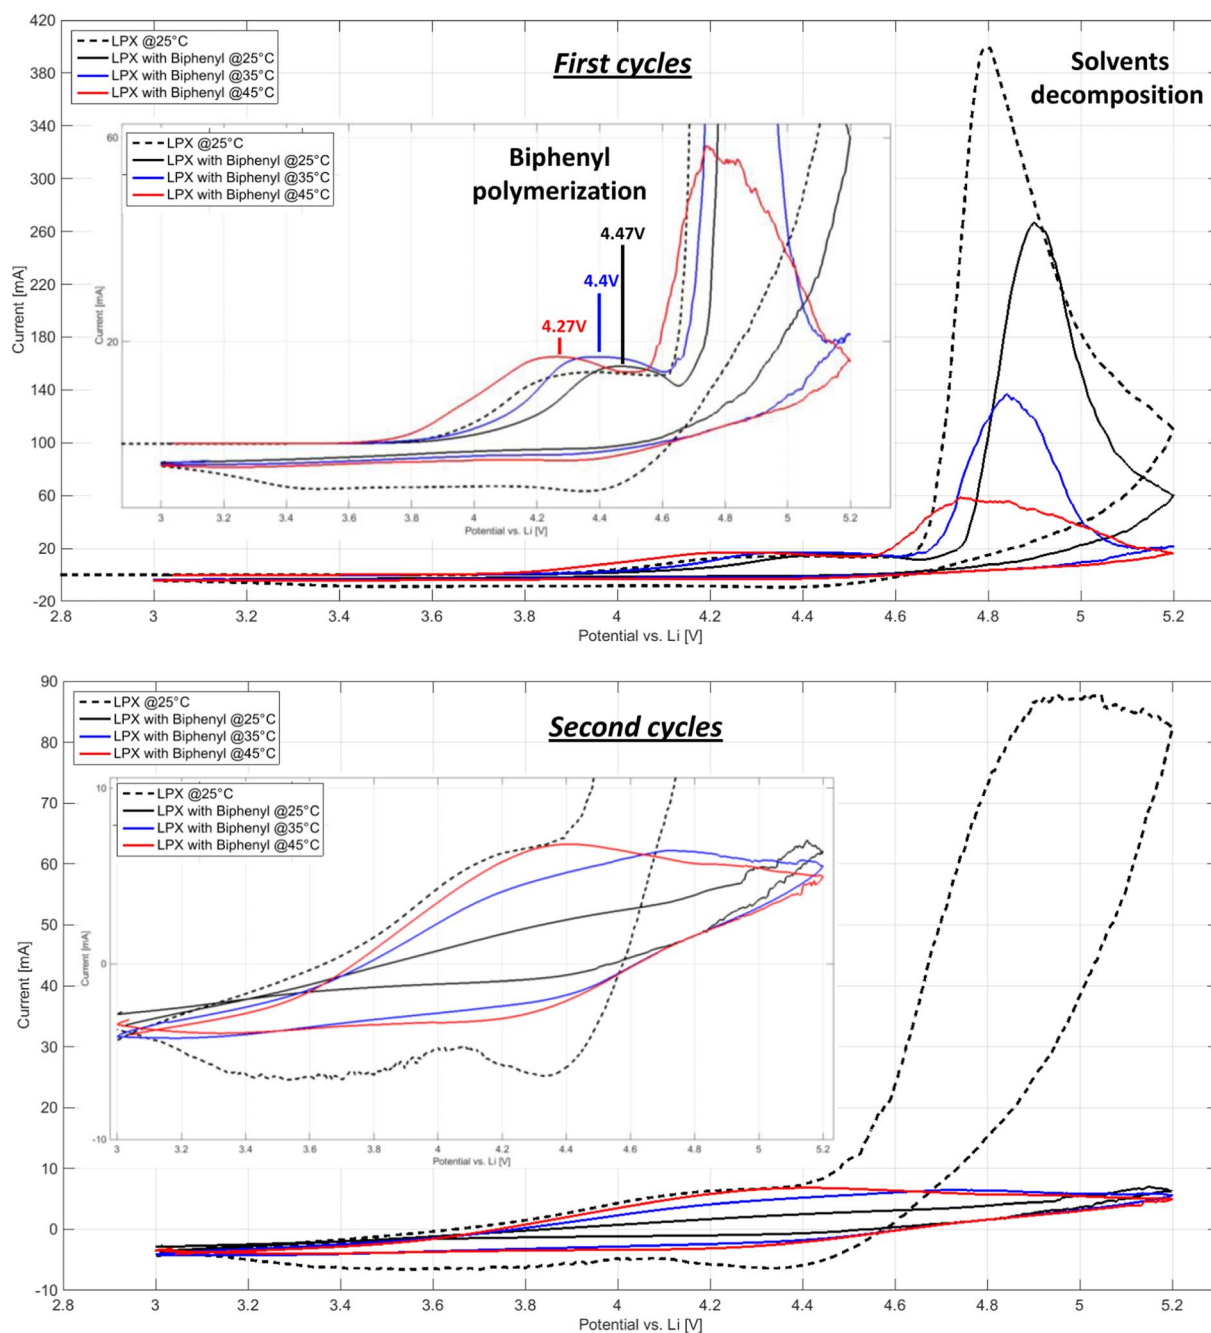 420
380
340
300
260
220
180
140
100
60
20
-20
Current [mA]
LPX @25°C
LPX with Biphenyl @25°C
LPX with Biphenyl @35°C
LPX with Biphenyl @45°C
First cycles
Solvents
decomposition
60
20
Current [mA]
LPX @25°C
LPX with Biphenyl @25°C
LPX with Biphenyl @35°C
LPX with Biphenyl @45°C
Biphenyl
polymerization
4.47V
4.4V
4.27V
3 3.2 3.4 3.6 3.8 4 4.2 4.4 4.6 4.8 5 5.2
Potential vs. Li [V]
2.8 3 3.2 3.4 3.6 3.8 4 4.2 4.4 4.6 4.8 5 5.2
Potential vs. Li [V]
90
80
70
60
50
40
30
20
10
0
-10
Current [mA]
LPX @25°C
LPX with Biphenyl @25°C
LPX with Biphenyl @35°C
LPX with Biphenyl @45°C
Second cycles
10
0
-10
Current [mA]
LPX @25°C
LPX with Biphenyl @25°C
LPX with Biphenyl @35°C
LPX with Biphenyl @45°C
3 3.2 3.4 3.6 3.8 4 4.2 4.4 4.6 4.8 5 5.2
Potential vs. Li [V]
2.8 3 3.2 3.4 3.6 3.8 4 4.2 4.4 4.6 4.8 5 5.2
Potential vs. Li [V]